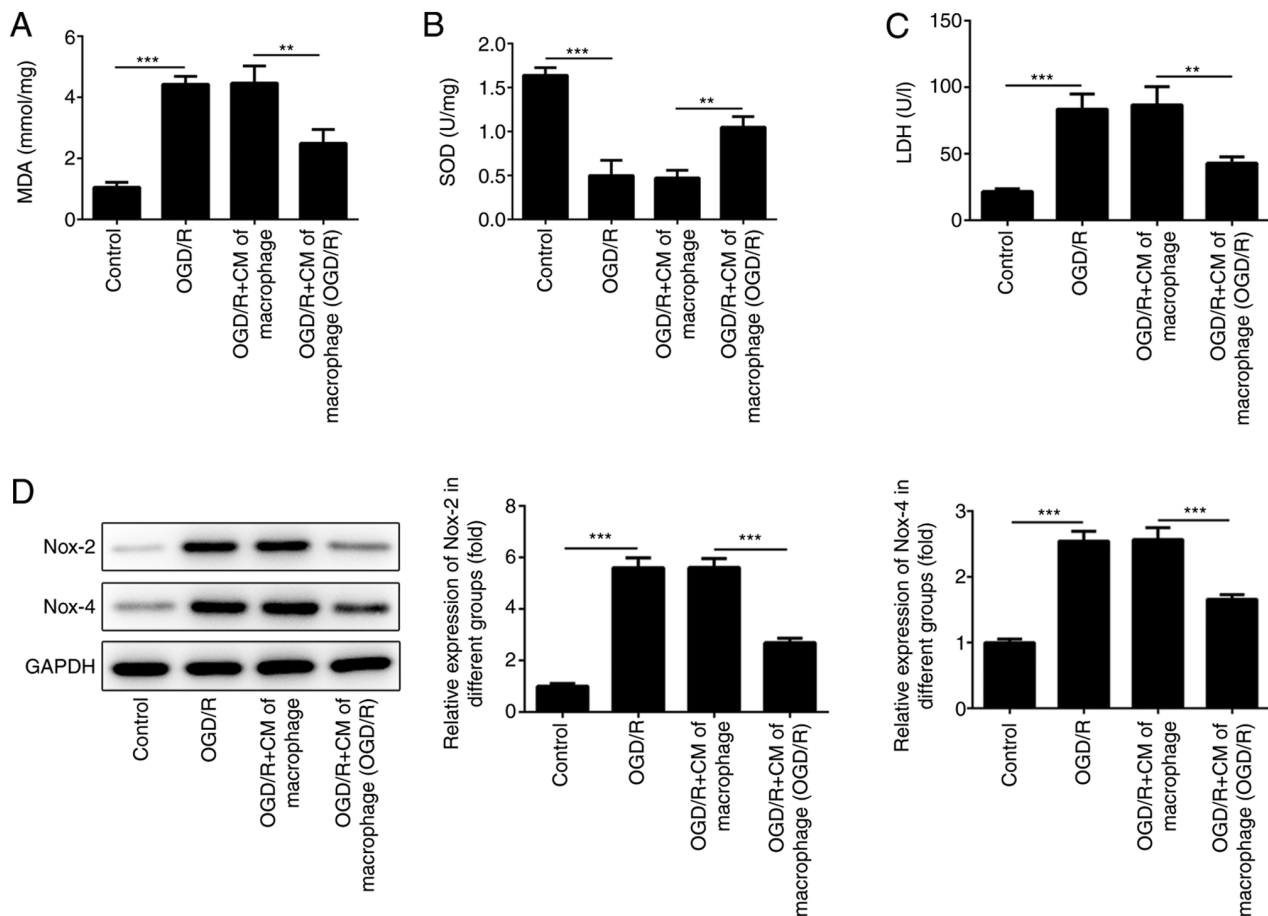 A
MDA (mmol/mg)
6
4
2
0
***
**
Control
OGD/R
OGD/R+CM of
macrophage
OGD/R+CM of
macrophage (OGD/R)
B
SOD (U/mg)
2.0
1.5
1.0
0.5
0.0
***
**
Control
OGD/R
OGD/R+CM of
macrophage
OGD/R+CM of
macrophage (OGD/R)
C
LDH (U/l)
150
100
50
0
***
**
Control
OGD/R
OGD/R+CM of
macrophage
OGD/R+CM of
macrophage (OGD/R)
D
Nox-2
Nox-4
GAPDH
Control
OGD/R
OGD/R+CM of
macrophage
OGD/R+CM of
macrophage (OGD/R)
Relative expression of Nox-2 in
different groups (fold)
8
6
4
2
0
***
***
Control
OGD/R
OGD/R+CM of
macrophage
OGD/R+CM of
macrophage (OGD/R)
Relative expression of Nox-4 in
different groups (fold)
3
2
1
0
***
***
Control
OGD/R
OGD/R+CM of
macrophage
OGD/R+CM of
macrophage (OGD/R)